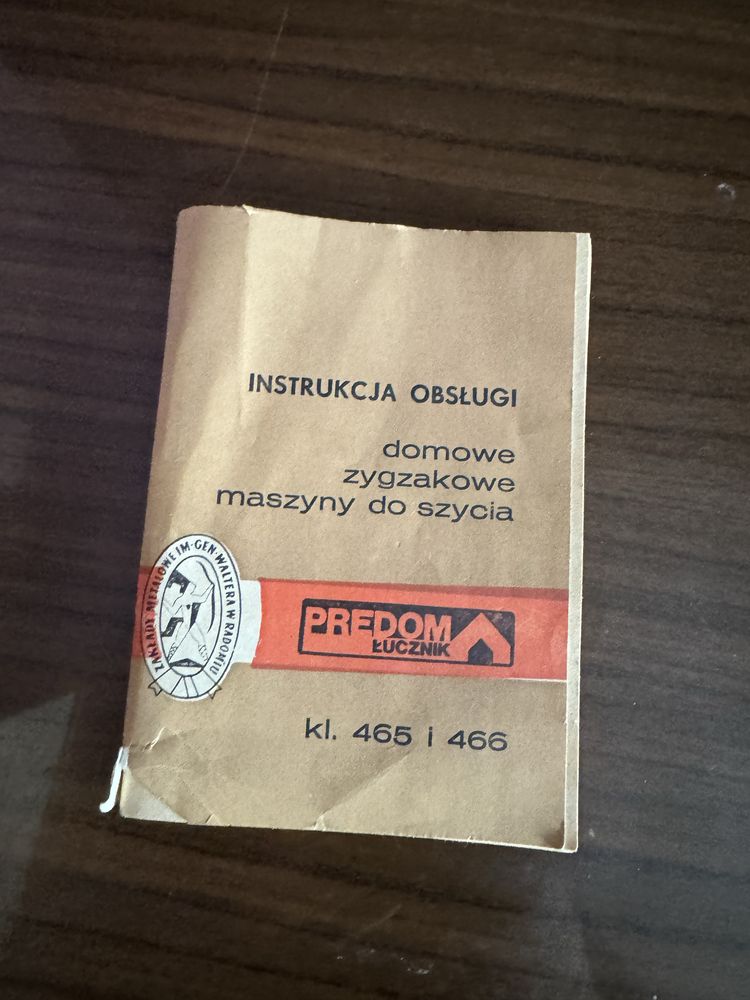 INSTRUKCJA OBSŁUGI
domowe
zygzakowe
maszyny do szycia
ZAKŁADY METALOWE IM·GEN·WALTERA W RADOMIU
PREDOM
ŁUCZNIK
kl. 465 i 466